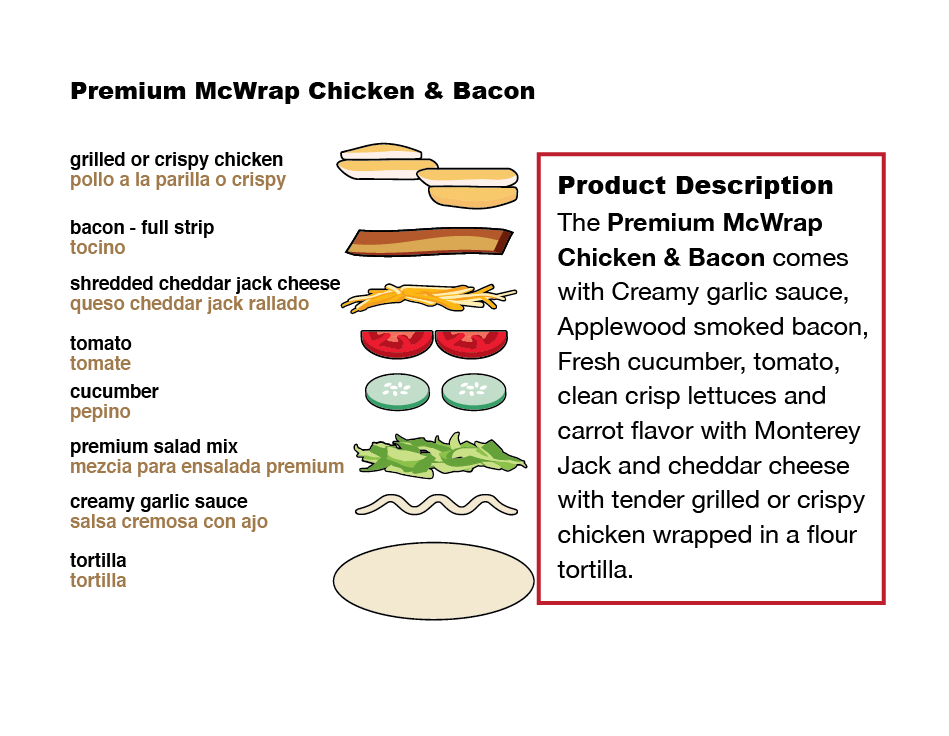 Premium McWrap Chicken & Bacon
grilled or crispy chicken
pollo a la parilla o crispy
bacon - full strip
tocino
shredded cheddar jack cheese
queso cheddar jack rallado
tomato
tomate
cucumber
pepino
premium salad mix
mezcia para ensalada premium
creamy garlic sauce
salsa cremosa con ajo
tortilla
tortilla
Product Description
The Premium McWrap
Chicken & Bacon comes
with Creamy garlic sauce,
Applewood smoked bacon,
Fresh cucumber, tomato,
clean crisp lettuces and
carrot flavor with Monterey
Jack and cheddar cheese
with tender grilled or crispy
chicken wrapped in a flour
tortilla.